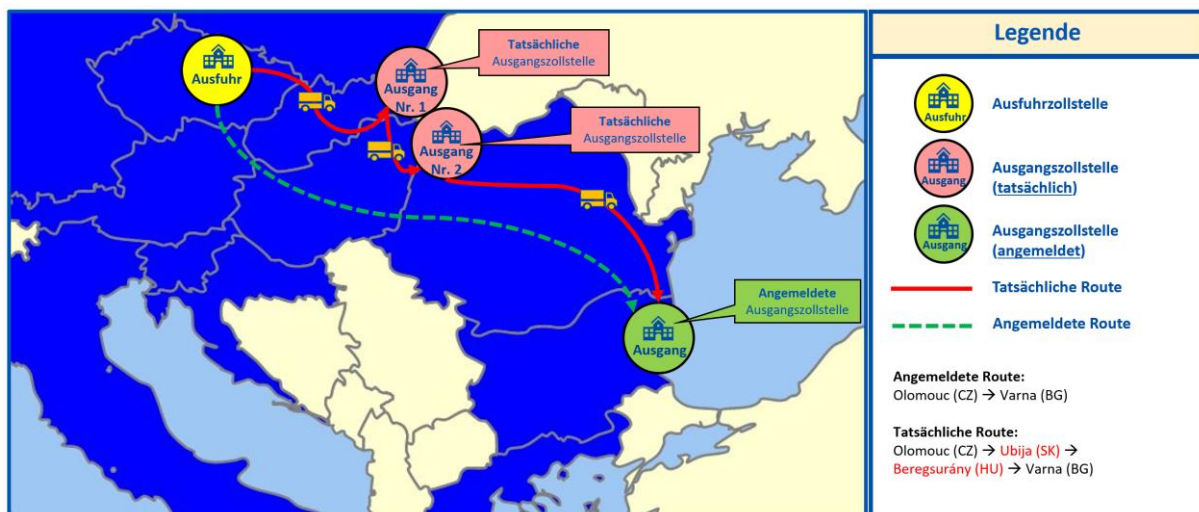 Ausfuhr
Ausgang
Nr. 1
Tatsächliche
Ausgangszollstelle
Ausgang
Nr. 2
Tatsächliche
Ausgangszollstelle
Angemeldete
Ausgangszollstelle
Ausgang
Legende
Ausfuhr
Ausfuhrzollstelle
Ausgang
Ausgangszollstelle
(tatsächlich)
Ausgang
Ausgangszollstelle
(angemeldet)
Tatsächliche Route
Angemeldete Route
Angemeldete Route:
Olomouc (CZ) → Varna (BG)
Tatsächliche Route:
Olomouc (CZ) → Ubija (SK) →
Beregsurány (HU) → Varna (BG)